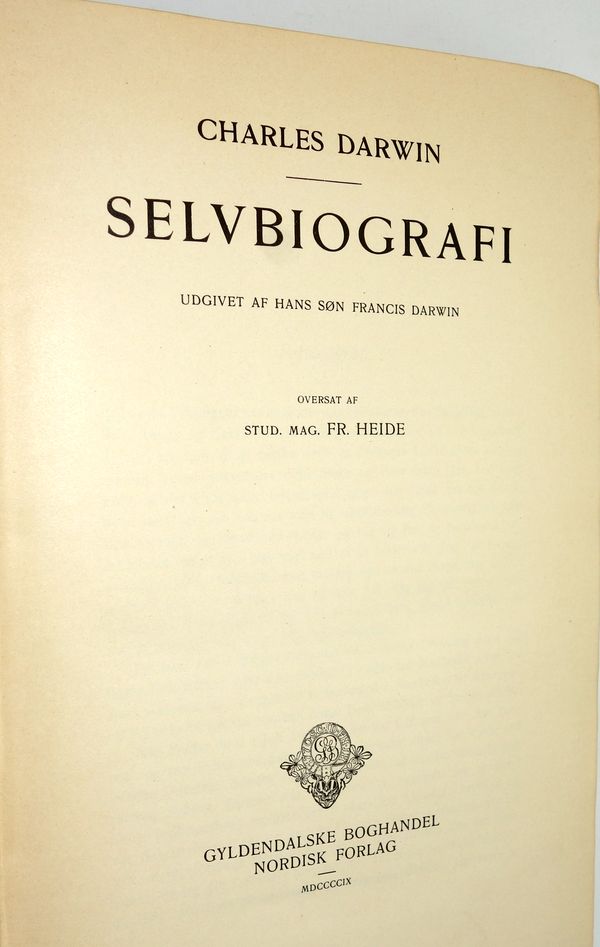 CHARLES DARWIN
SELVBIOGRAFI
UDGIVET AF HANS SØN FRANCIS DARWIN
OVERSAT AF
STUD. MAG. FR. HEIDE
GYLDENDALSKE BOGHANDEL
NORDISK FORLAG
MDCCCCIX